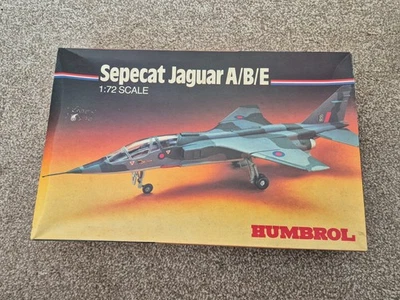 Sepecat Jaguar A/B/E
1:72 SCALE
HUMBROL